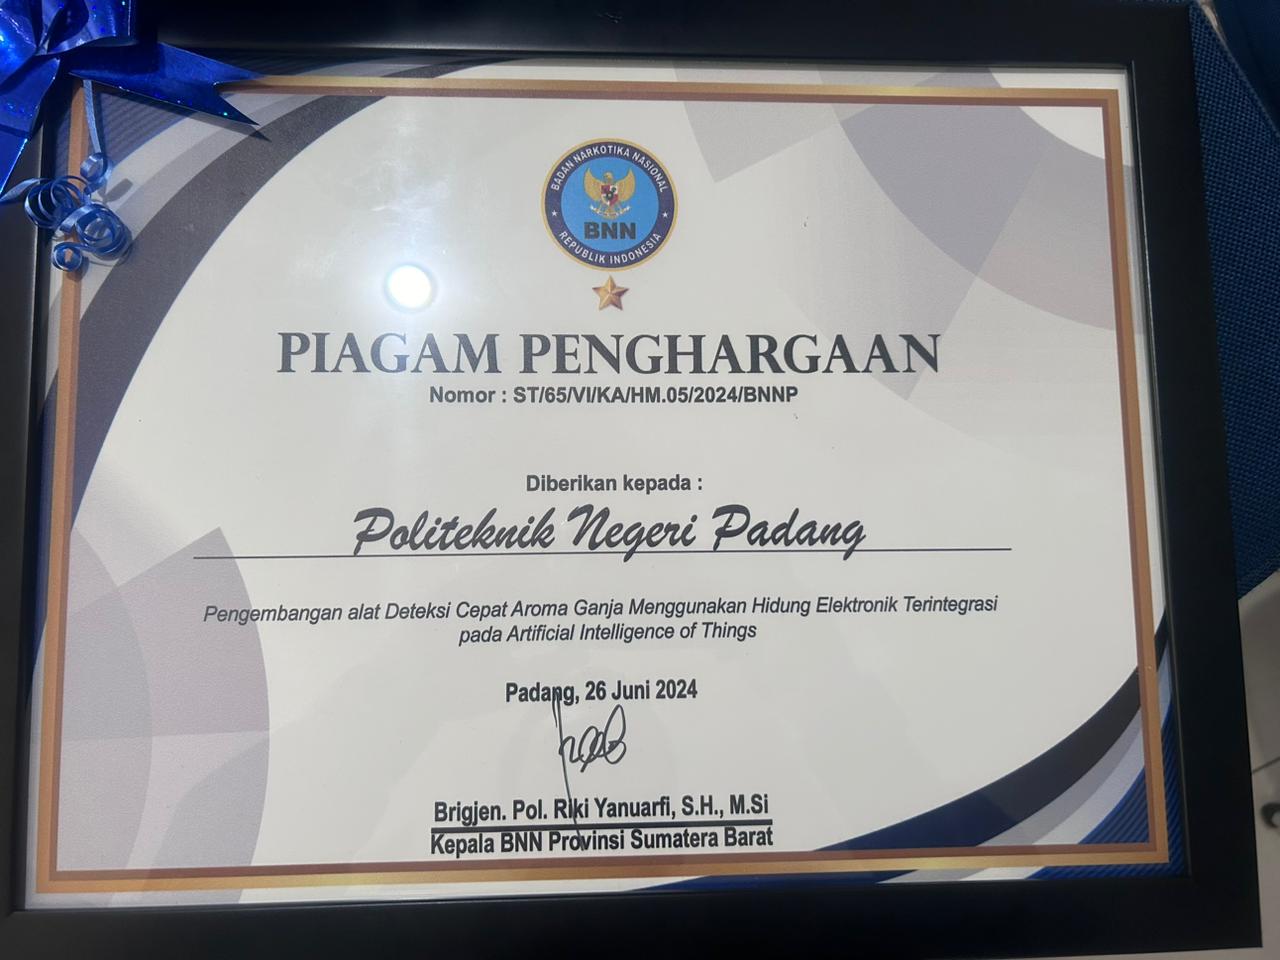 BADAN NARKOTIKA NASIONAL
BNN
REPUBLIK INDONESIA
PIAGAM PENGHARGAAN
Nomor : ST/65/VI/KA/HM.05/2024/BNNP
Diberikan kepada :
Politeknik Negeri Padang
Pengembangan alat Deteksi Cepat Aroma Ganja Menggunakan Hidung Elektronik Terintegrasi
pada Artificial Intelligence of Things
Padang, 26 Juni 2024
Brigjen. Pol. Riki Yanuarfi, S.H., M.Si
Kepala BNN Provinsi Sumatera Barat